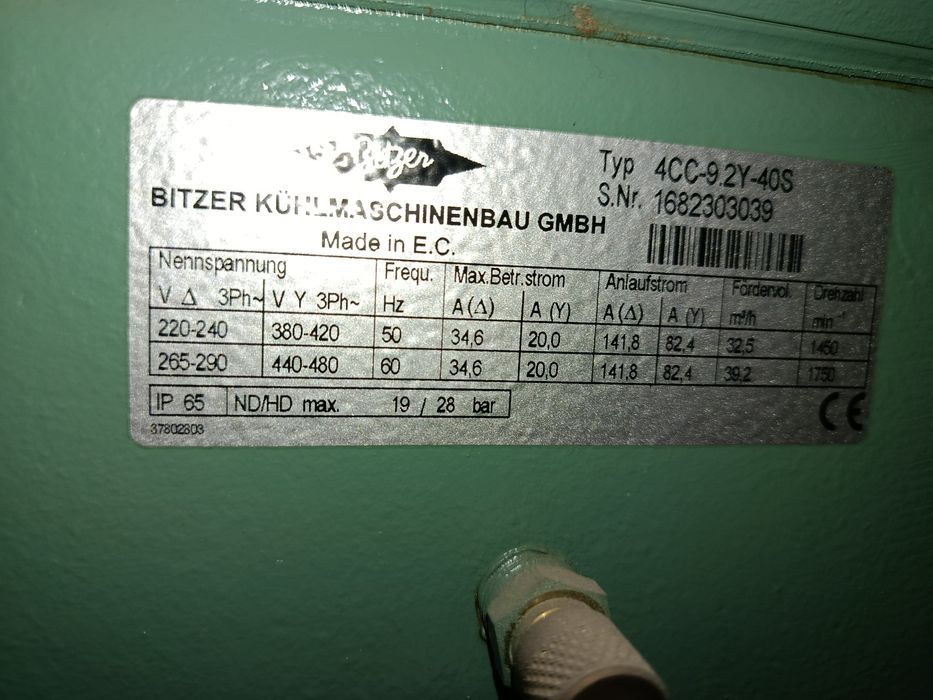 Bitzer
Typ 4CC-9.2Y-40S
S.Nr. 1682303039
BITZER KÜHLMASCHINENBAU GMBH
Made in E.C.
Nennspannung Frequ. Max.Betr.strom Anlaufstrom Fördervol. Drehzahl
V Δ 3Ph~ V Y 3Ph~ Hz A (Δ) A (Y) A (Δ) A (Y) m³/h min⁻¹
220-240 380-420 50 34,6 20,0 141,8 82,4 32,5 1450
265-290 440-480 60 34,6 20,0 141,8 82,4 39,2 1750
IP 65 ND/HD max. 19 / 28 bar
CE
37802803